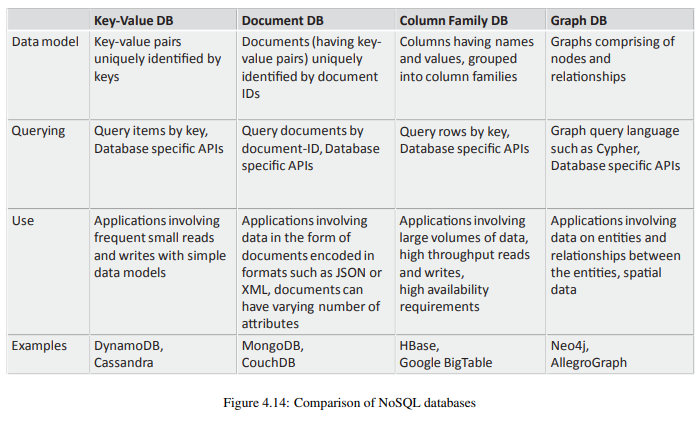 Key-Value DB Document DB Column Family DB Graph DB
Data model
Key-value pairs
uniquely identified by
keys
Documents (having key-
value pairs) uniquely
identified by document
IDs
Columns having names
and values, grouped
into column families
Graphs comprising of
nodes and
relationships
Querying
Query items by key,
Database specific APIs
Query documents by
document-ID, Database
specific APIs
Query rows by key,
Database specific APIs
Graph query language
such as Cypher,
Database specific APIs
Use
Applications involving
frequent small reads
and writes with simple
data models
Applications involving
data in the form of
documents encoded in
formats such as JSON or
XML, documents can
have varying number of
attributes
Applications involving
large volumes of data,
high throughput reads
and writes,
high availability
requirements
Applications involving
data on entities and
relationships between
the entities, spatial
data
Examples
DynamoDB,
Cassandra
MongoDB,
CouchDB
HBase,
Google BigTable
Neo4j,
AllegroGraph
Figure 4.14: Comparison of NoSQL databases